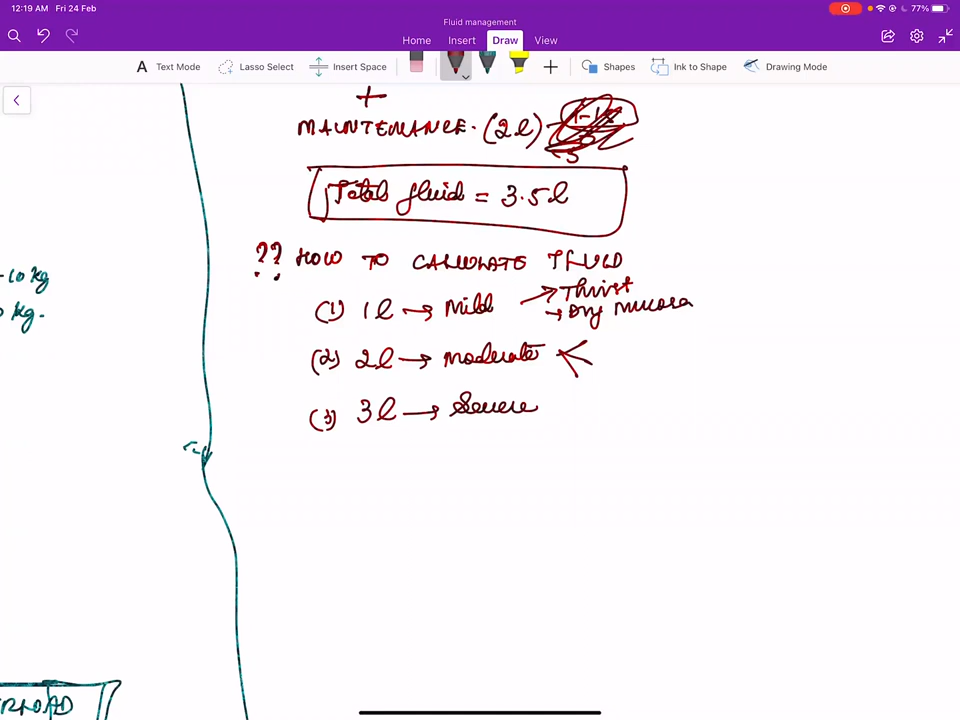 12:19 AM Fri 24 Feb
77%
Fluid management
Home Insert Draw View
Text Mode Lasso Select Insert Space Shapes Ink to Shape Drawing Mode
+
MAINTENANCE. (2l)
Total fluid = 3.5l
?? HOW TO CALCULATE FLUID
(1) 1l → Mild → Thirst
→ Dry mucosa
(2) 2l → moderate
(3) 3l → Severe
-10 kg
kg.